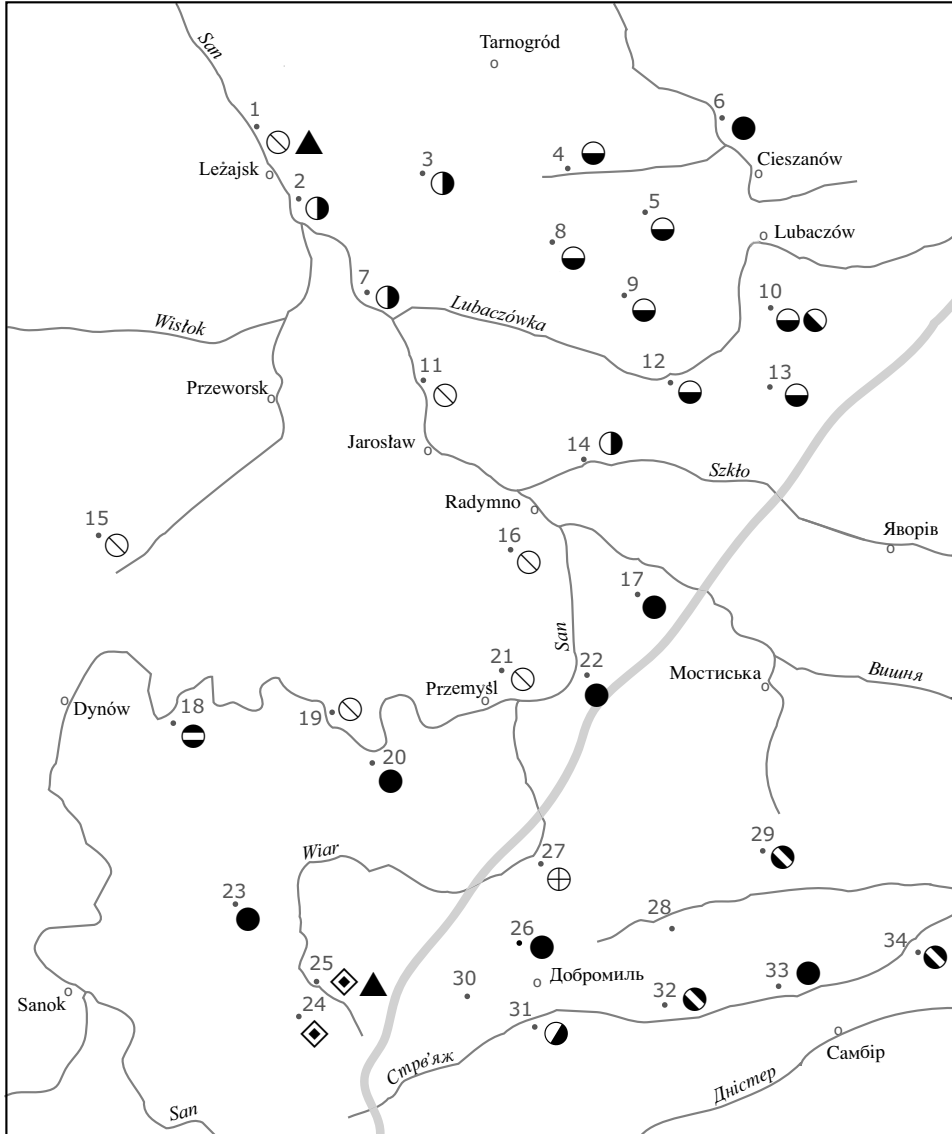 San
Tarnogród
1
6
3
4
Cieszanów
Leżajsk
2
5
8
Lubaczów
7
9
10
Wisłok
Lubaczówka
11
12
13
Przeworsk
14
Jarosław
Szkło
Radymno
15
16
Яворів
17
San
21
22
Przemyśl
Мостиська
Вишня
Dynów
18
19
20
Wiar
27
29
23
28
26
34
25
30
Добромиль
33
Sanok
24
32
31
Самбір
Стрв'яж
Дністер
San